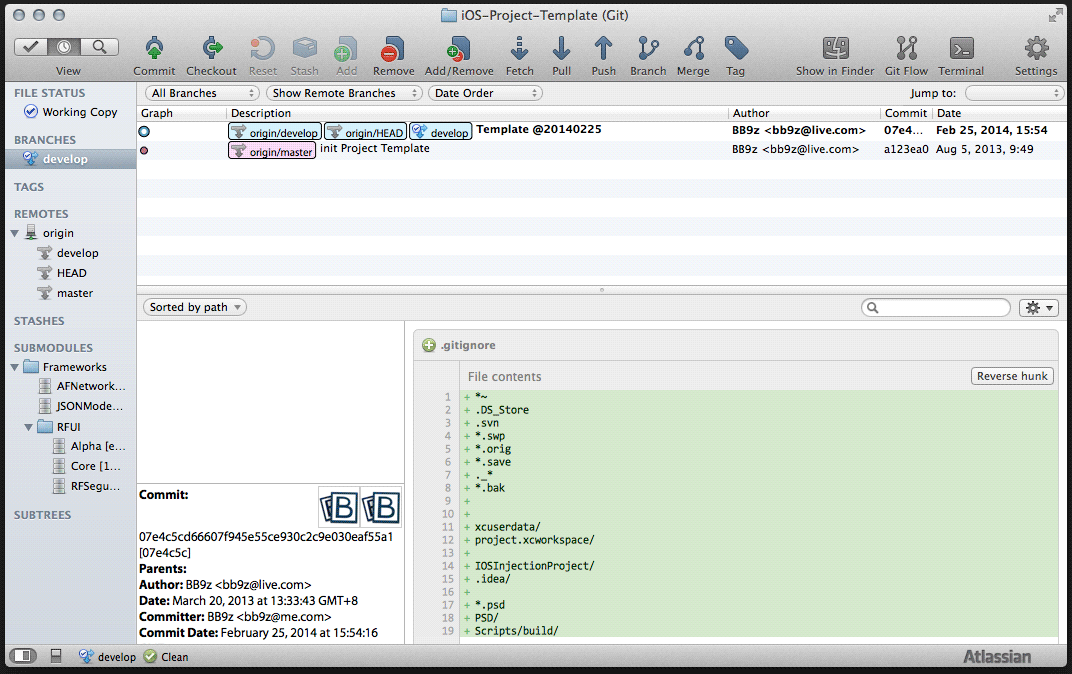 iOS-Project-Template (Git)
View Commit Checkout Reset Stash Add Remove Add/Remove Fetch Pull Push Branch Merge Tag Show in Finder Git Flow Terminal Settings
FILE STATUS
Working Copy
BRANCHES
develop
TAGS
REMOTES
origin
develop
HEAD
master
STASHES
SUBMODULES
Frameworks
AFNetwork...
JSONMode...
RFUI
Alpha [e...
Core [1...
RFSegu...
SUBTREES
All Branches Show Remote Branches Date Order Jump to:
Graph Description Author Commit Date
origin/develop origin/HEAD develop Template @20140225 BB9z <bb9z@live.com> 07e4... Feb 25, 2014, 15:54
origin/master init Project Template BB9z <bb9z@live.com> a123ea0 Aug 5, 2013, 9:49
Sorted by path
Commit:
07e4c5cd66607f945e55ce930c2c9e030eaf55a1
[07e4c5c]
Parents:
Author: BB9z <bb9z@live.com>
Date: March 20, 2013 at 13:33:43 GMT+8
Committer: BB9z <bb9z@me.com>
Commit Date: February 25, 2014 at 15:54:16
.gitignore
File contents Reverse hunk
1 + *~
2 + .DS_Store
3 + .svn
4 + *.swp
5 + *.orig
6 + *.save
7 + ._*
8 + *.bak
9 +
10 +
11 + xcuserdata/
12 + project.xcworkspace/
13 +
14 + IOSInjectionProject/
15 + .idea/
16 +
17 + *.psd
18 + PSD/
19 + Scripts/build/
develop Clean Atlassian